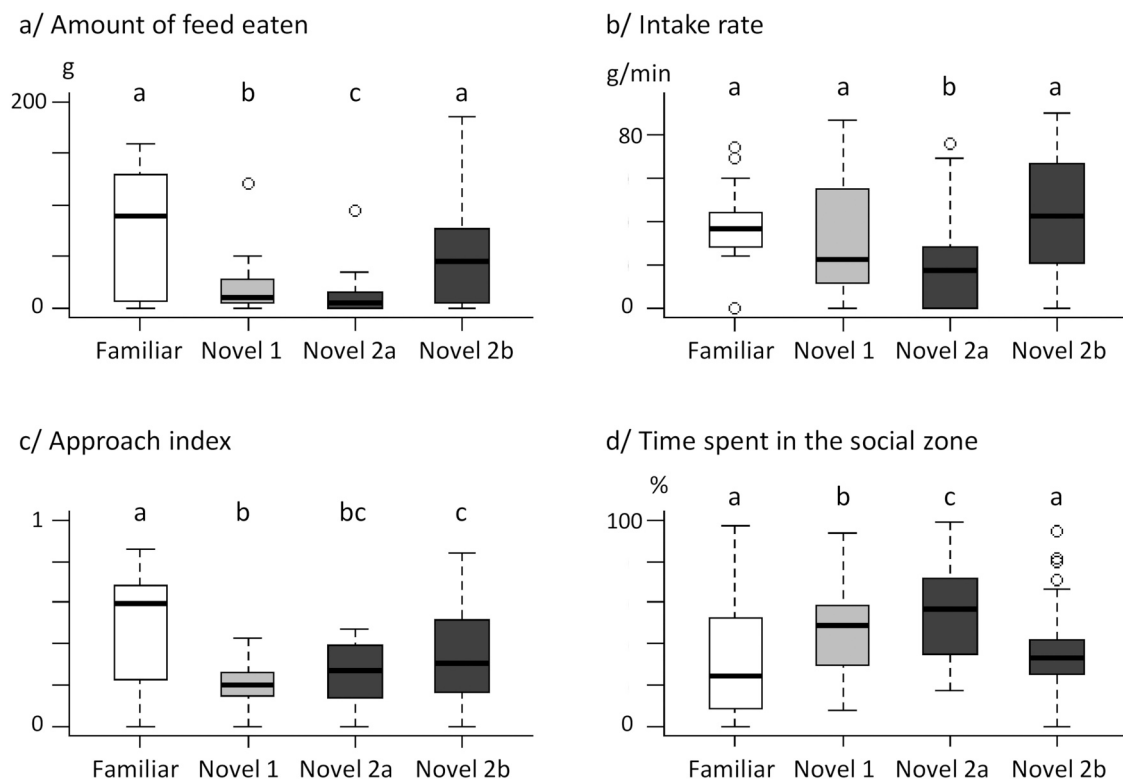 a/ Amount of feed eaten
g
a b c a
200
0
Familiar Novel 1 Novel 2a Novel 2b
b/ Intake rate
g/min
a a b a
80
0
Familiar Novel 1 Novel 2a Novel 2b
c/ Approach index
a b bc c
1
0
Familiar Novel 1 Novel 2a Novel 2b
d/ Time spent in the social zone
%
a b c a
100
0
Familiar Novel 1 Novel 2a Novel 2b